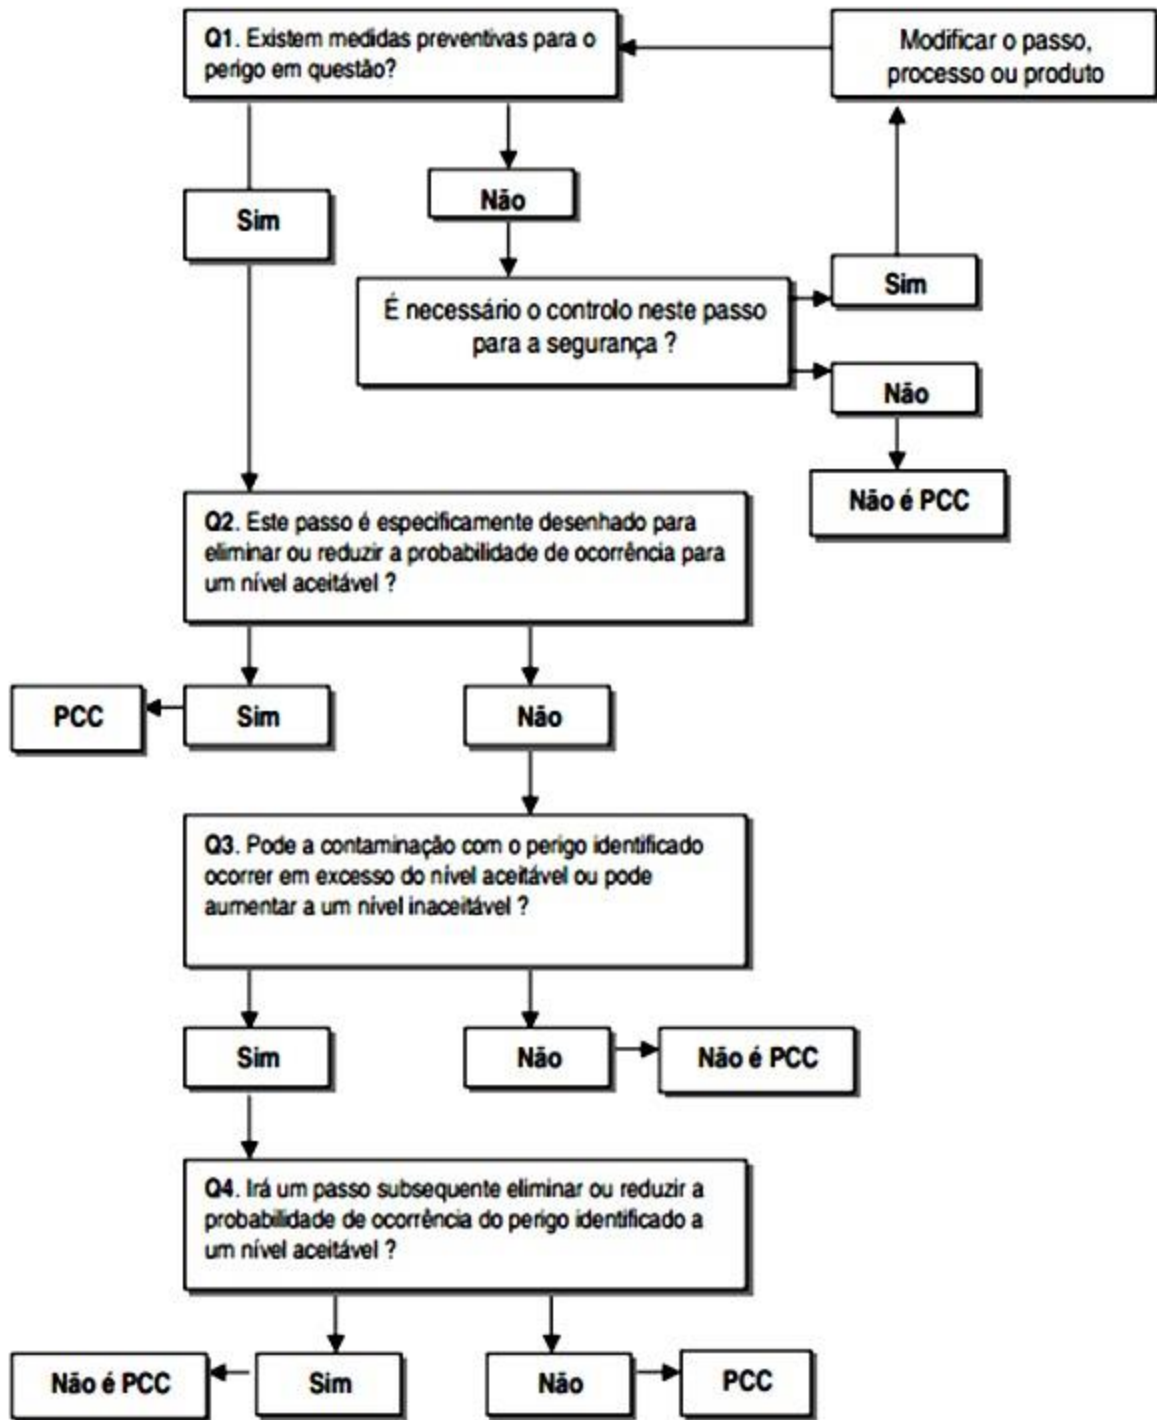 Q1. Existem medidas preventivas para o
perigo em questão?
Modificar o passo,
processo ou produto
Não
Sim
É necessário o controlo neste passo
para a segurança ?
Sim
Não
Não é PCC
Q2. Este passo é especificamente desenhado para
eliminar ou reduzir a probabilidade de ocorrência para
um nível aceitável ?
PCC
Sim
Não
Q3. Pode a contaminação com o perigo identificado
ocorrer em excesso do nível aceitável ou pode
aumentar a um nível inaceitável ?
Sim
Não
Não é PCC
Q4. Irá um passo subsequente eliminar ou reduzir a
probabilidade de ocorrência do perigo identificado a
um nível aceitável ?
Não é PCC
Sim
Não
PCC